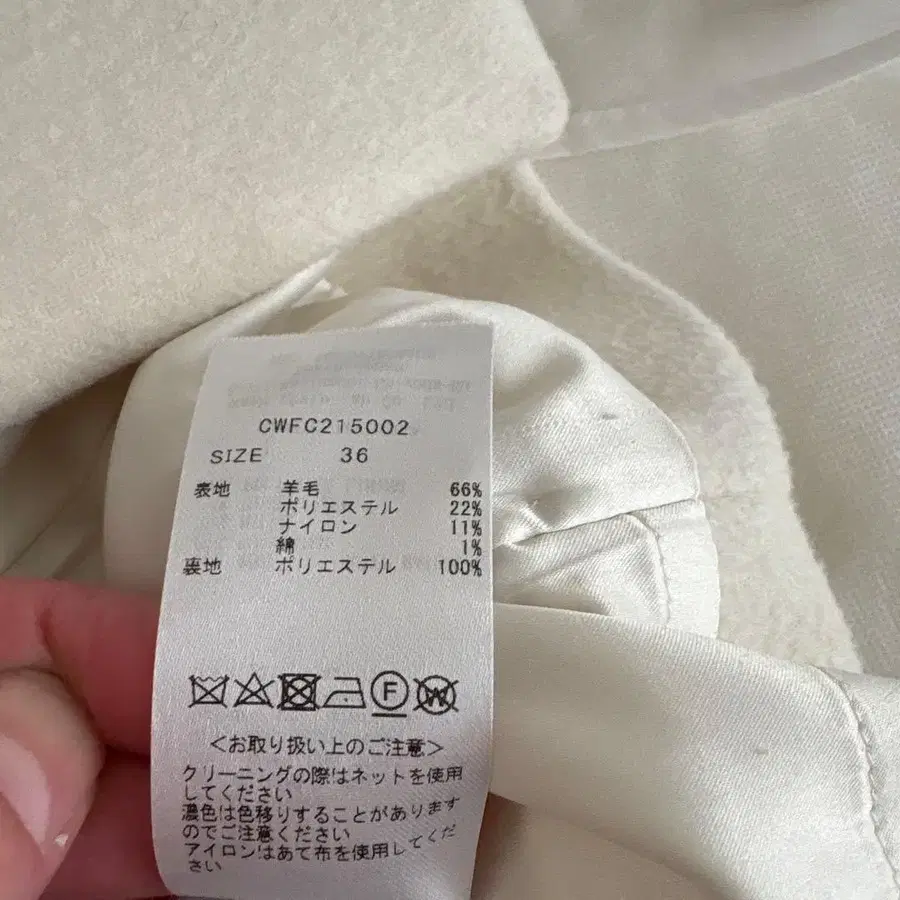 CWFC215002
SIZE 36
表地 羊毛 66%
ポリエステル 22%
ナイロン 11%
綿 1%
裏地 ポリエステル 100%
F W
<お取り扱い上のご注意>
クリーニングの際はネットを使用
してください
濃色は色移りすることがあります
のでご注意ください
アイロンはあて布を使用してくだ
さい